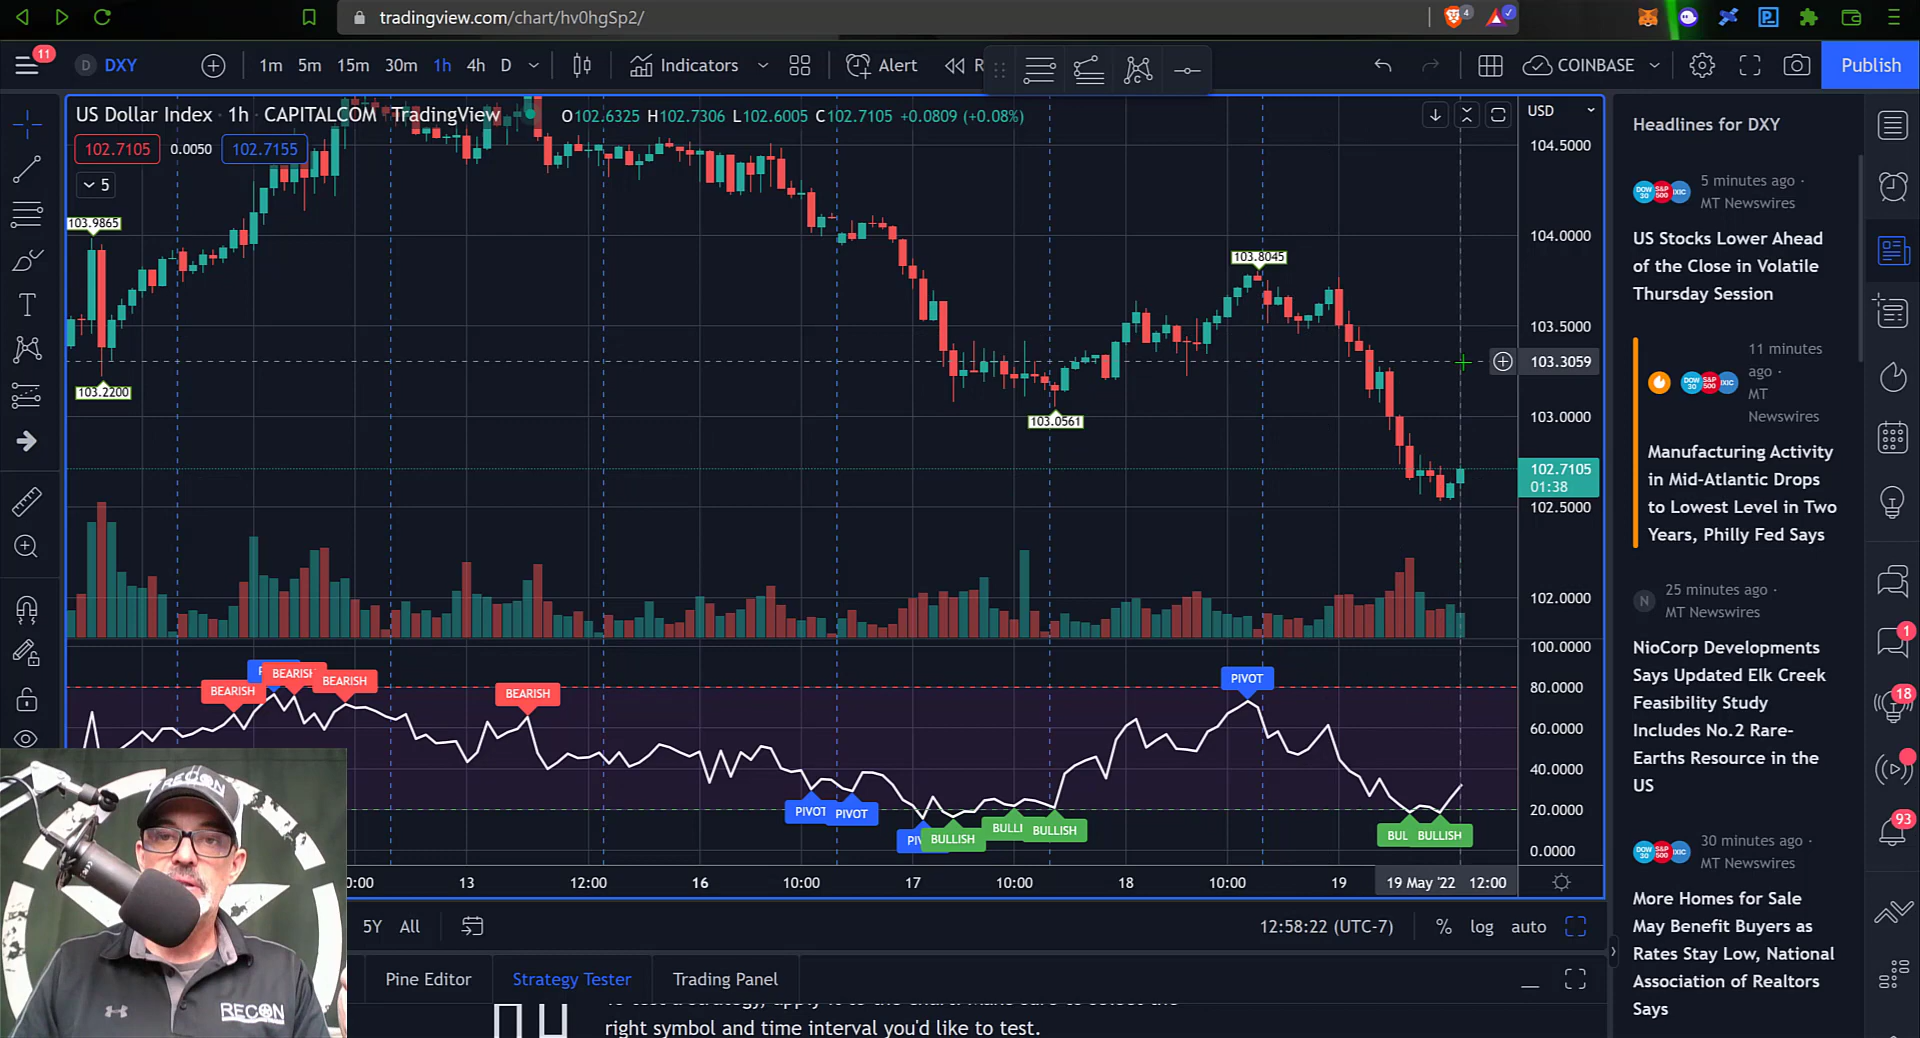 tradingview.com/chart/hv0hgSp2/
4
11
D DXY
1m 5m 15m 30m 1h 4h D
Indicators
Alert
R
COINBASE
Publish
US Dollar Index · 1h · CAPITALCOM TradingView
O102.6325 H102.7306 L102.6005 C102.7105 +0.0809 (+0.08%)
102.7105 0.0050 102.7155
5
103.9865
103.2200
103.0561
103.8045
USD
104.5000
104.0000
103.5000
103.3059
103.0000
102.7105
01:38
102.5000
102.0000
100.0000
80.0000
60.0000
40.0000
20.0000
0.0000
BEARISH
BEARISH
BEARISH
BEARISH
PIVOT
PIVOT
BULLISH
BULLI
BULLISH
PIVOT
BUL
BULLISH
13 12:00 16 10:00 17 10:00 18 10:00 19 19 May '22 12:00
5Y All
12:58:22 (UTC-7)
% log auto
Pine Editor Strategy Tester Trading Panel
right symbol and time interval you'd like to test.
RECON
RECON
Headlines for DXY
5 minutes ago ·
MT Newswires
US Stocks Lower Ahead
of the Close in Volatile
Thursday Session
11 minutes
ago ·
MT
Newswires
Manufacturing Activity
in Mid-Atlantic Drops
to Lowest Level in Two
Years, Philly Fed Says
N
25 minutes ago ·
MT Newswires
NioCorp Developments
Says Updated Elk Creek
Feasibility Study
Includes No.2 Rare-
Earths Resource in the
US
30 minutes ago ·
MT Newswires
More Homes for Sale
May Benefit Buyers as
Rates Stay Low, National
Association of Realtors
Says
1
18
93